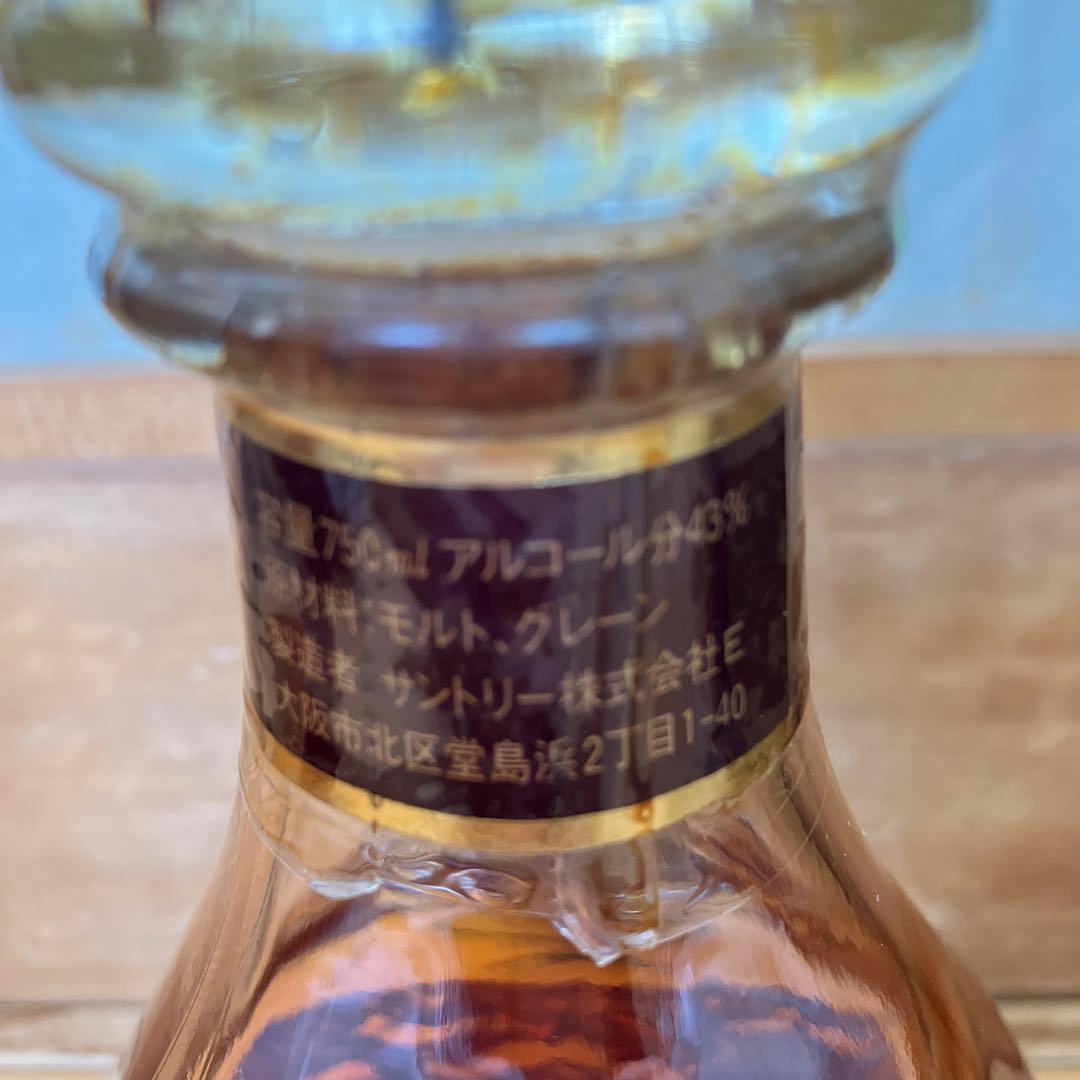 容量750ml アルコール分43%
原材料 モルト、グレーン
製造者 サントリー株式会社E
大阪市北区堂島浜2丁目1-40